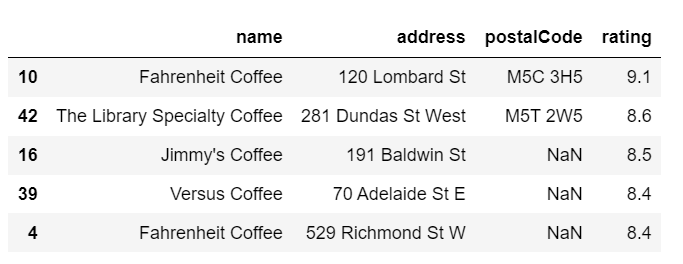 name address postalCode rating
10 Fahrenheit Coffee 120 Lombard St M5C 3H5 9.1
42 The Library Specialty Coffee 281 Dundas St West M5T 2W5 8.6
16 Jimmy's Coffee 191 Baldwin St NaN 8.5
39 Versus Coffee 70 Adelaide St E NaN 8.4
4 Fahrenheit Coffee 529 Richmond St W NaN 8.4